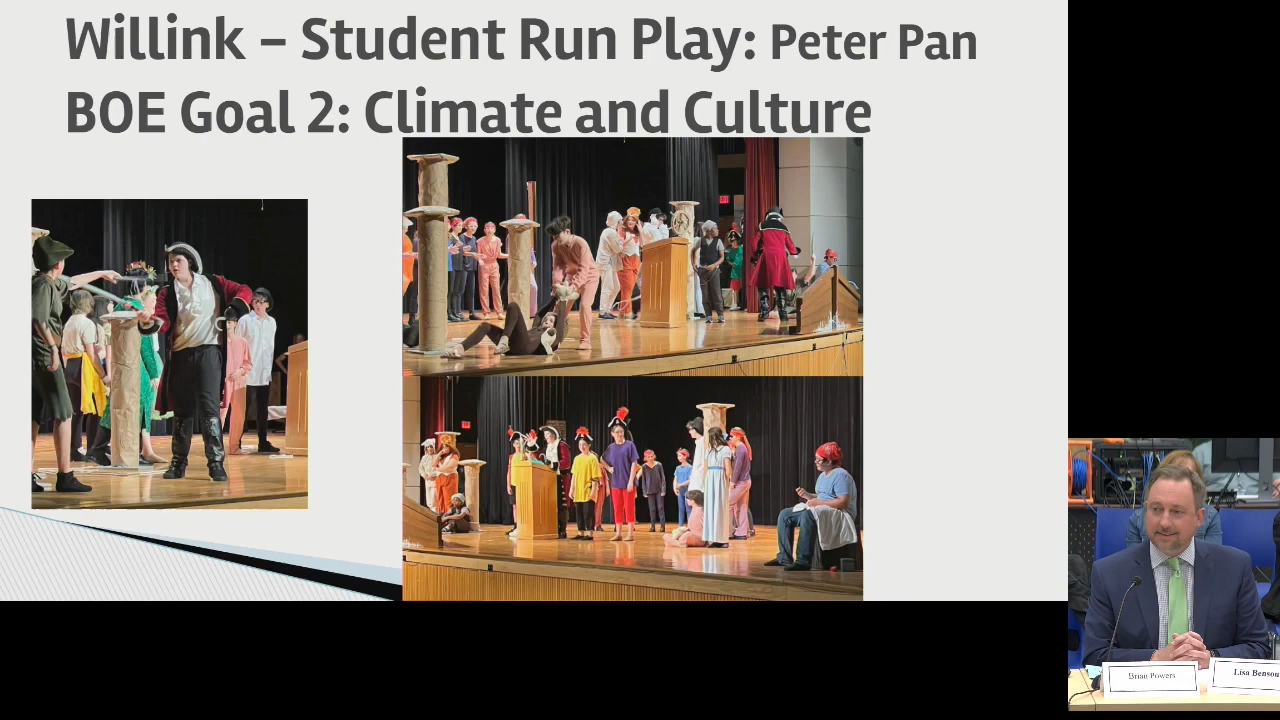 Willink – Student Run Play: Peter Pan
BOE Goal 2: Climate and Culture
Brian Powers
Lisa Benson